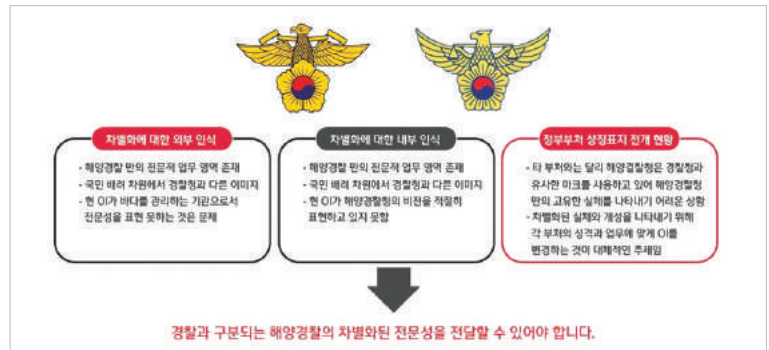 차별화에 대한 외부 인식
- 해양경찰 만의 전문적 업무 영역 존재
- 국민 배려 차원에서 경찰청과 다른 이미지
- 현 OI가 바다를 관리하는 기관으로서
전문성을 표현 못하는 것은 문제
차별화에 대한 내부 인식
- 해양경찰 만의 전문적 업무 영역 존재
- 국민 배려 차원에서 경찰청과 다른 이미지
- 현 OI가 해양경찰청의 비전을 적절히
표현하고 있지 못함
정부부처 상징표지 전개 현황
- 타 부처와는 달리 해양경찰청은 경찰청과
유사한 마크를 사용하고 있어 해양경찰청
만의 고유한 실체를 나타내기 어려운 상황
- 차별화된 실체와 개성을 나타내기 위해
각 부처의 성격과 업무에 맞게 OI를
변경하는 것이 대체적인 추세임
경찰과 구분되는 해양경찰의 차별화된 전문성을 전달할 수 있어야 합니다.